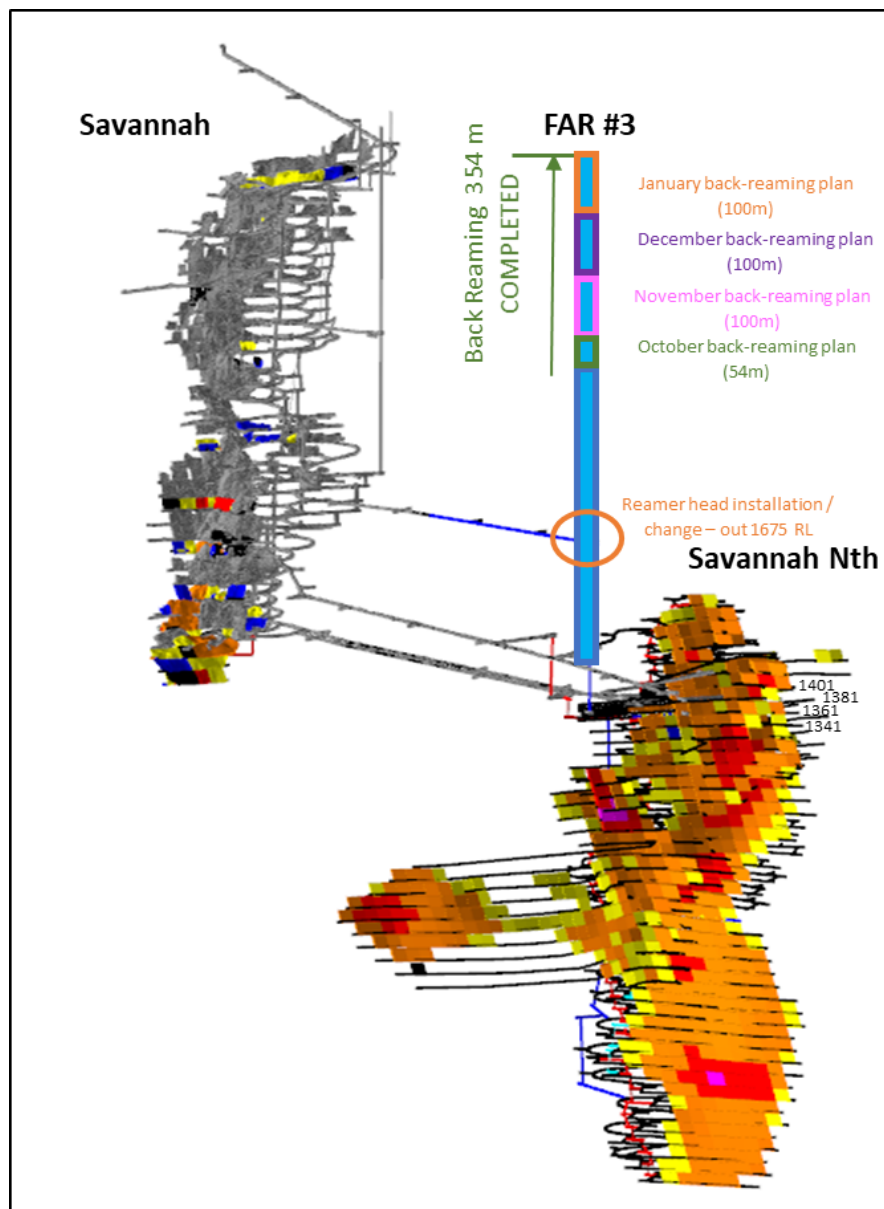 Savannah
FAR #3
Back Reaming 354 m
COMPLETED
January back-reaming plan
(100m)
December back-reaming plan
(100m)
November back-reaming plan
(100m)
October back-reaming plan
(54m)
Reamer head installation /
change – out 1675 RL
Savannah Nth
1401
1381
1361
1341